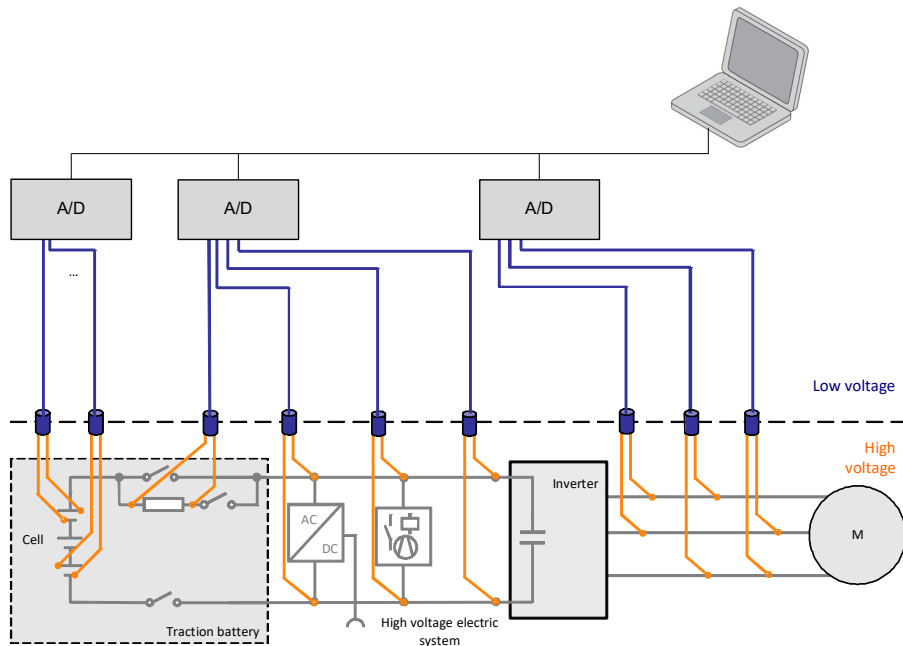 A/D
A/D
A/D
...
Low voltage
High
voltage
Inverter
AC
DC
Cell
M
Traction battery
High voltage electric
system